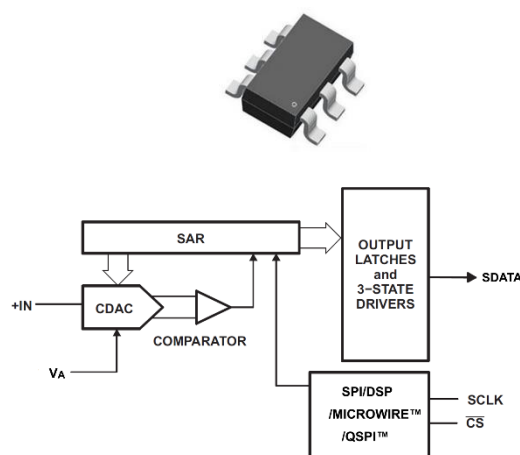 SAR
OUTPUT
LATCHES
and
3-STATE
DRIVERS
SDATA
+IN
CDAC
COMPARATOR
VA
SPI/DSP
/MICROWIRE™
/QSPI™
SCLK
CS